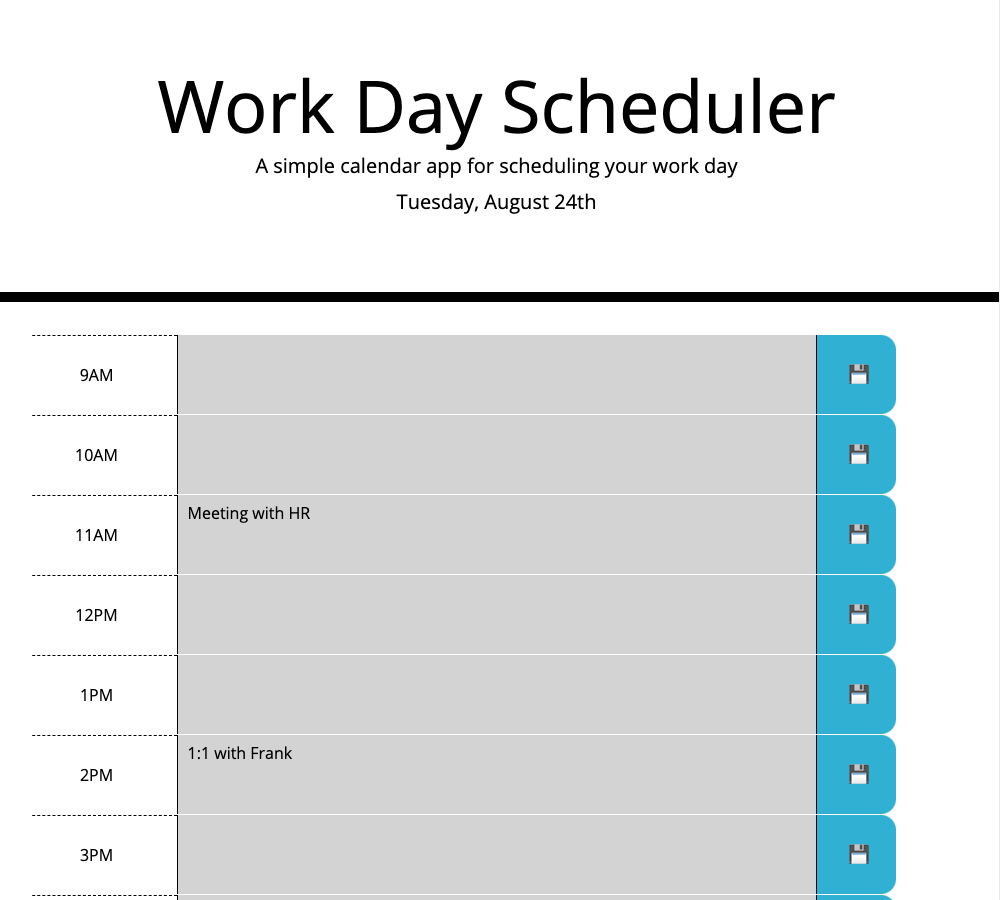 Work Day Scheduler
A simple calendar app for scheduling your work day
Tuesday, August 24th
9AM
10AM
11AM
Meeting with HR
12PM
1PM
2PM
1:1 with Frank
3PM